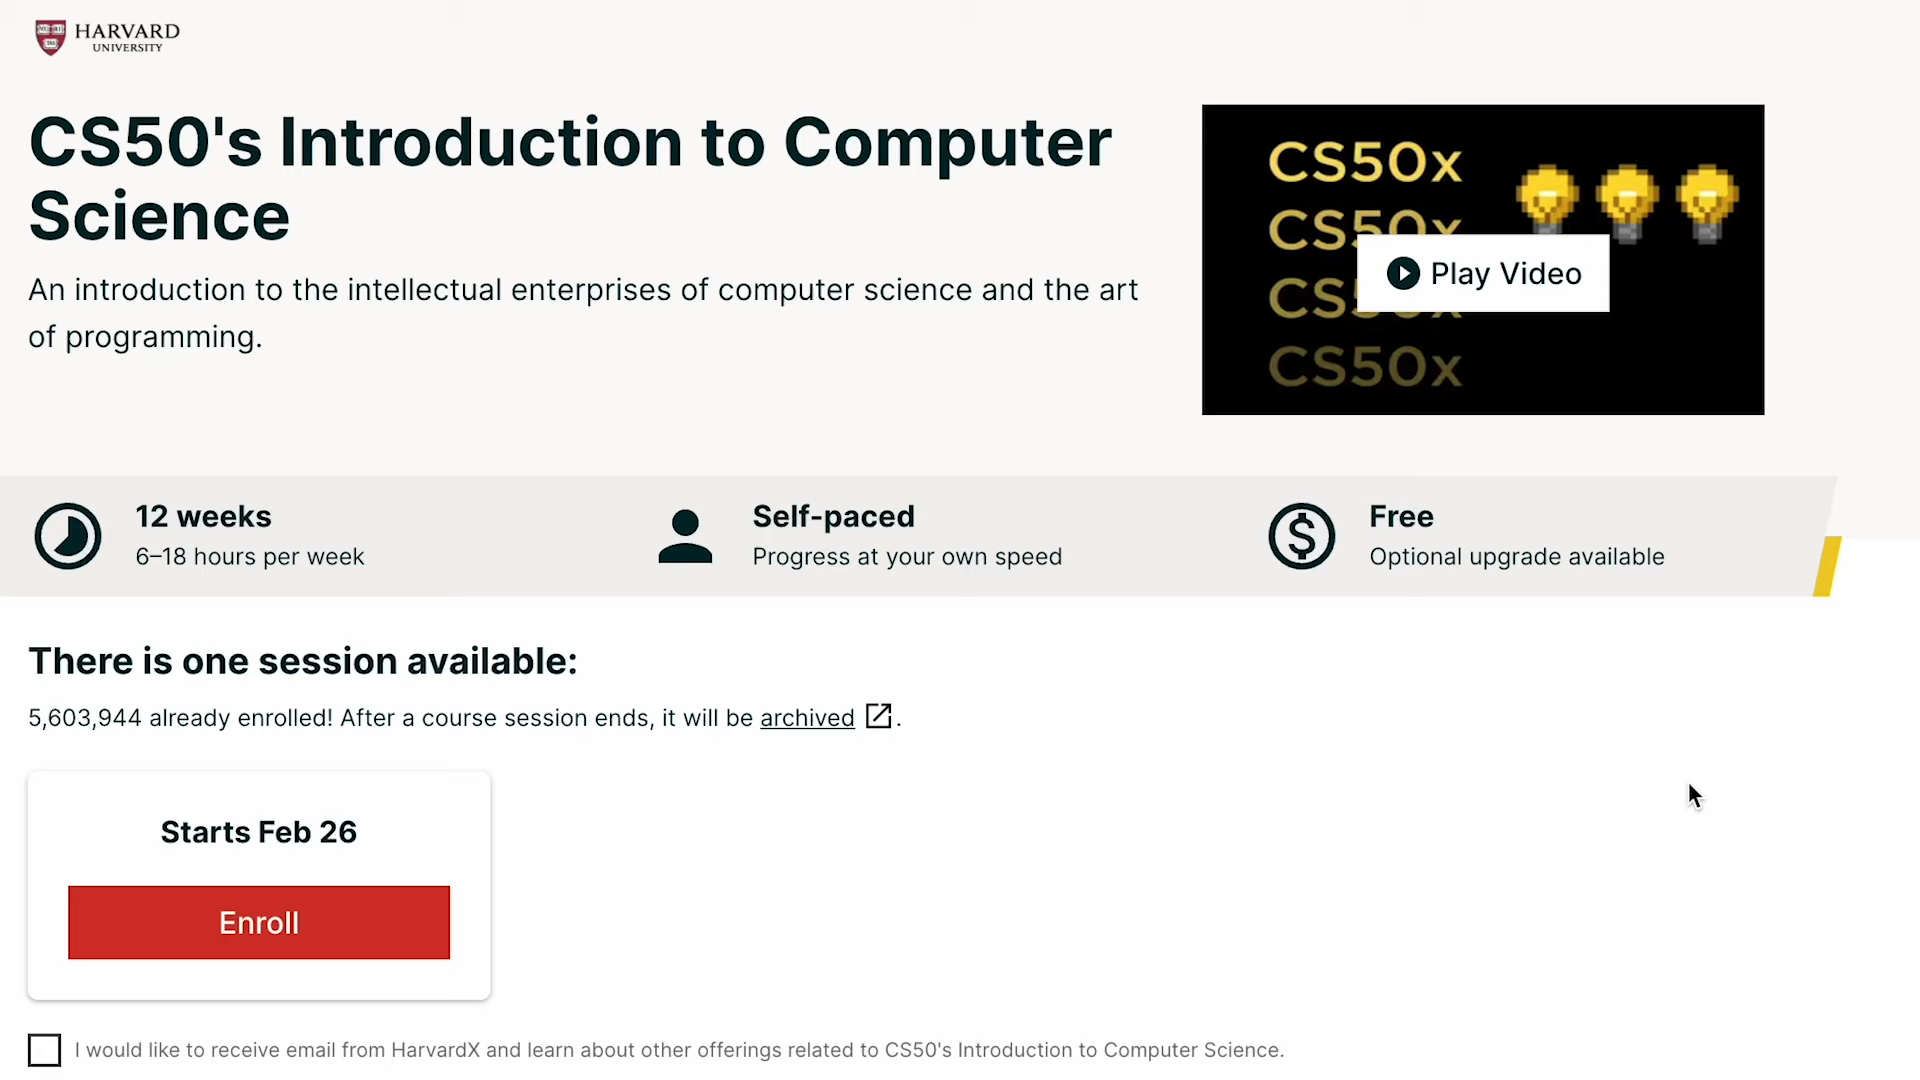 HARVARD
UNIVERSITY
CS50's Introduction to Computer
Science
An introduction to the intellectual enterprises of computer science and the art
of programming.
CS50x
CS50x
CS50x
CS50x
Play Video
12 weeks
6–18 hours per week
Self-paced
Progress at your own speed
Free
Optional upgrade available
There is one session available:
5,603,944 already enrolled! After a course session ends, it will be archived.
Starts Feb 26
Enroll
I would like to receive email from HarvardX and learn about other offerings related to CS50's Introduction to Computer Science.